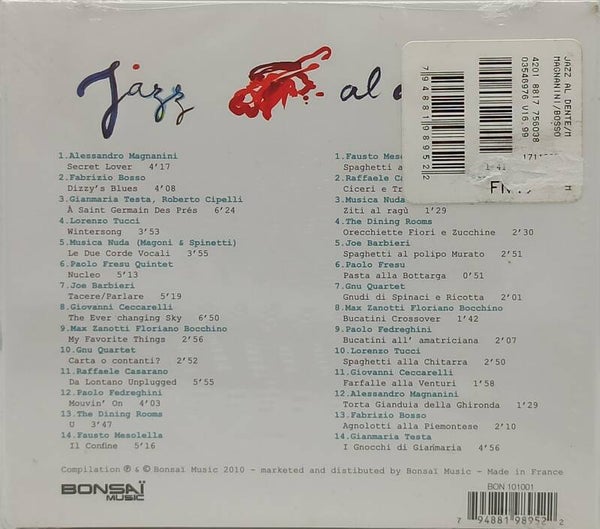 Jazz al
JAZZ AL DENTE/M
MAGNANINI/BOSSO
4201 8817 756038
03546976 V16.99
7 94881 98952 2
1.Alessandro Magnanini
Secret Lover 4'17
2.Fabrizio Bosso
Dizzy's Blues 4'08
3.Gianmaria Testa, Roberto Cipelli
À Saint Germain Des Prés 6'24
4.Lorenzo Tucci
Wintersong 3'53
5.Musica Nuda (Magoni & Spinetti)
Le Due Corde Vocali 3'55
6.Paolo Fresu Quintet
Nucleo 5'13
7.Joe Barbieri
Tacere/Parlare 5'19
8.Giovanni Ceccarelli
The Ever changing Sky 6'50
9.Max Zanotti Floriano Bocchino
My Favorite Things 2'56
10.Gnu Quartet
Carta o contanti? 2'52
11.Raffaele Casarano
Da Lontano Unplugged 5'55
12.Paolo Fedreghini
Mouvin' On 4'03
13.The Dining Rooms
U 3'47
14.Fausto Mesolella
Il Confine 5'16
1.Fausto Meso
Spaghetti al 1'41
2.Raffaele C
Ciceri e Tr
3.Musica Nuda
Ziti al ragù 1'29
4.The Dining Rooms
Orecchiette Fiori e Zucchine 2'30
5.Joe Barbieri
Spaghetti al polipo Murato 2'51
6.Paolo Fresu
Pasta alla Bottarga 0'51
7.Gnu Quartet
Gnudi di Spinaci e Ricotta 2'01
8.Max Zanotti Floriano Bocchino
Bucatini Crossover 1'42
9.Paolo Fedreghini
Bucatini all' amatriciana 2'07
10.Lorenzo Tucci
Spaghetti alla Chitarra 2'50
11.Giovanni Ceccarelli
Farfalle alla Venturi 1'58
12.Alessandro Magnanini
Torta Gianduia della Ghironda 1'29
13.Fabrizio Bosso
Agnolotti alla Piemontese 2'10
14.Gianmaria Testa
I Gnocchi di Gianmaria 4'56
Compilation ℗ & © Bonsaï Music 2010 - marketed and distibuted by Bonsaï Music - Made in France
BONSAÏ
MUSIC
BON 101001
7 94881 98952 2